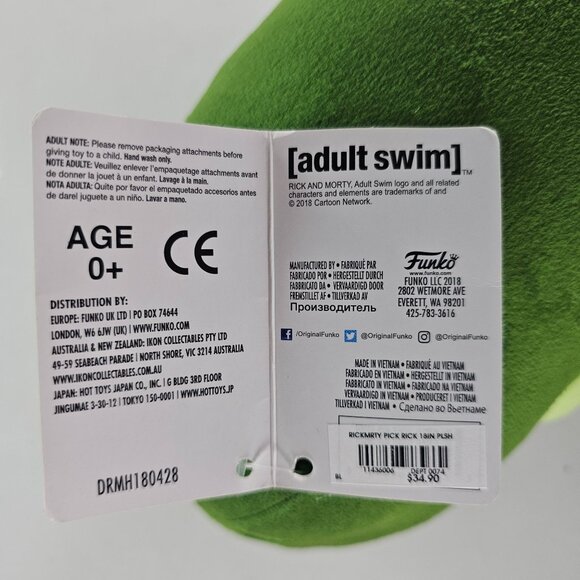 ADULT NOTE: Please remove packaging attachments before
giving toy to a child. Hand wash only.
NOTE ADULTE: Veuillez enlever l'empaquetage attachments avant
de donner la jouet à un enfant. Lavage à la main.
NOTA ADULTA: Quite por favor el empaquetado accesorios antes
de darel juguete a un niño. Lavar a mano.
AGE
0+
CE
DISTRIBUTION BY:
EUROPE: FUNKO UK LTD | PO BOX 74644
LONDON, W6 6JW (UK) | WWW.FUNKO.COM
AUSTRALIA & NEW ZEALAND: IKON COLLECTABLES PTY LTD
49-59 SEABEACH PARADE | NORTH SHORE, VIC 3214 AUSTRALIA
WWW.IKONCOLLECTABLES.COM.AU
JAPAN: HOT TOYS JAPAN CO., INC. | G BLDG 3RD FLOOR
JINGUMAE 3-30-12 | TOKYO 150-0001 | WWW.HOTTOYS.JP
DRMH180428
[adult swim]™
RICK AND MORTY, Adult Swim logo and all related
characters and elements are trademarks of and
© 2018 Cartoon Network.
MANUFACTURED BY • FABRIQUÉ PAR
FABRICADO POR • HERGESTELLT DURCH
FABRICADO DA • VERVAARDIGD DOOR
FREMSTILLET AF • TILLVERKAD AV
Производитель
Funko
www.funko.com
FUNKO LLC 2018
2802 WETMORE AVE
EVERETT, WA 98201
425-783-3616
/OriginalFunko @OriginalFunko @OriginalFunko
MADE IN VIETNAM • FABRIQUÉ AU VIETNAM
FABRICADO EN VIETNAM • HERGESTELLT IN VIETNAM
FABBRICATO IN VIETNAM • FABRICADO NA VIETNAM
VERVAARDIGD IN VIETNAM • PRODUCERET I VIETNAM
TILLVERKAD I VIETNAM • Сделано во Вьетнаме
RICKMRTY PICK RICK 18IN PLSH
11436006 DEPT 0074
BL $34.90